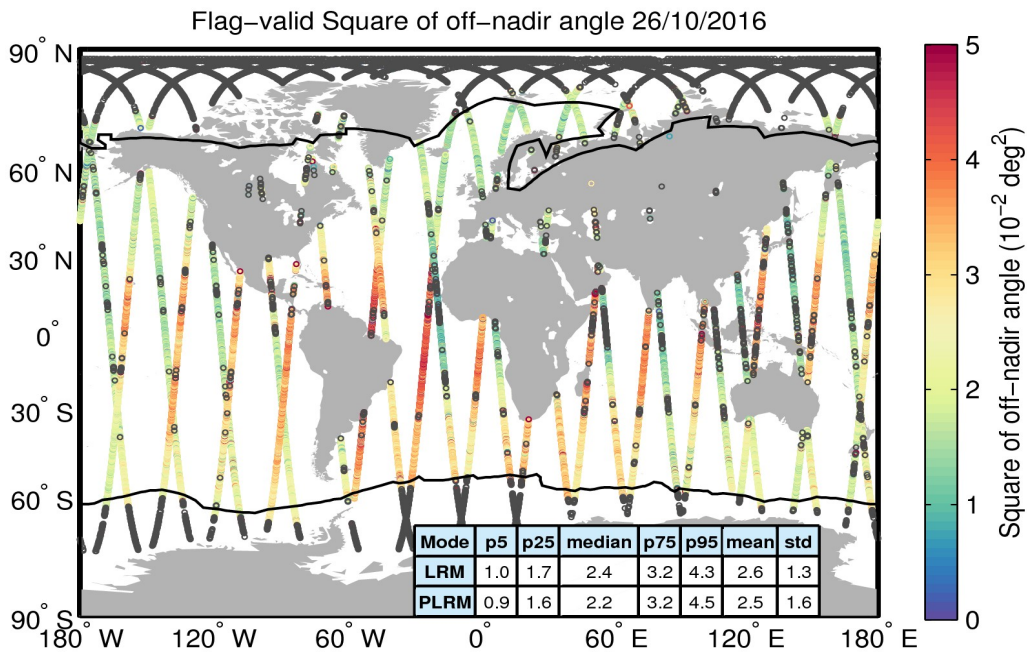 Flag−valid Square of off−nadir angle 26/10/2016
90° N
60° N
30° N
0°
30° S
60° S
90° S
180° W
120° W
60° W
0°
60° E
120° E
180° E
Mode p5 p25 median p75 p95 mean std
LRM 1.0 1.7 2.4 3.2 4.3 2.6 1.3
PLRM 0.9 1.6 2.2 3.2 4.5 2.5 1.6
5
4
3
2
1
0
Square of off−nadir angle (10⁻² deg²)